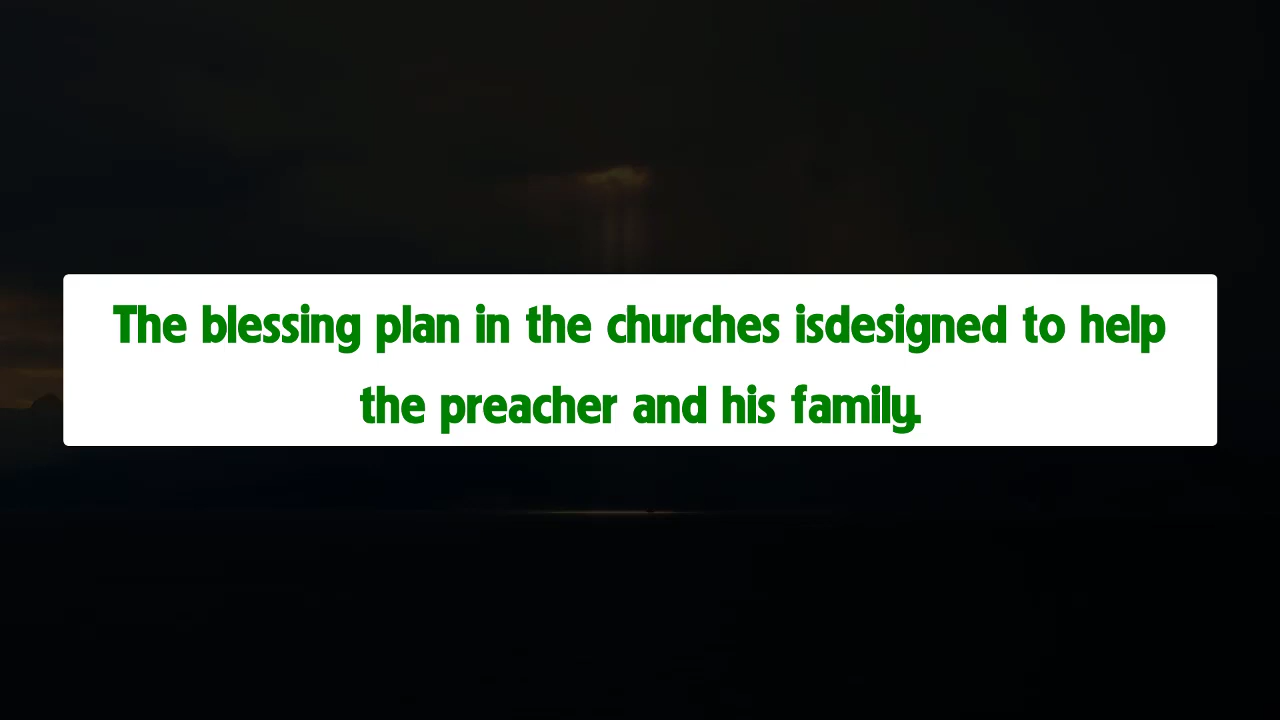 The blessing plan in the churches isdesigned to help
the preacher and his family.